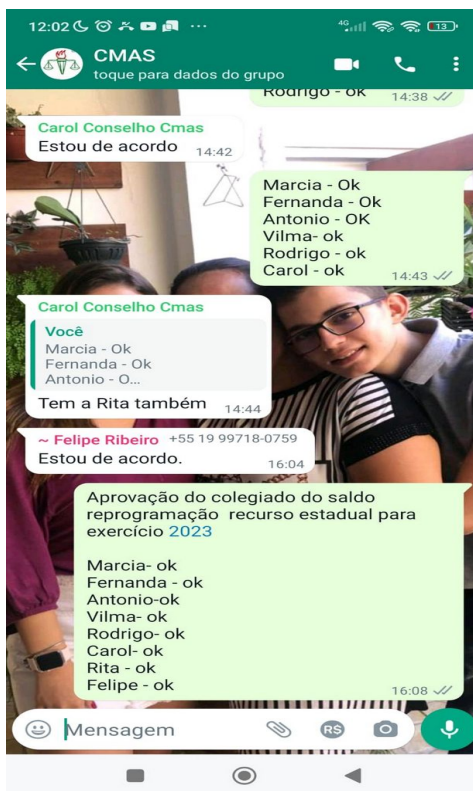 12:02
4G
13
CMAS
toque para dados do grupo
Rodrigo - ok 14:38
Carol Conselho Cmas
Estou de acordo 14:42
Marcia - Ok
Fernanda - Ok
Antonio - OK
Vilma- ok
Rodrigo - ok
Carol - ok 14:43
Carol Conselho Cmas
Você
Marcia - Ok
Fernanda - Ok
Antonio - O...
Tem a Rita também 14:44
~ Felipe Ribeiro +55 19 99718-0759
Estou de acordo. 16:04
Aprovação do colegiado do saldo
reprogramação recurso estadual para
exercício 2023
Marcia- ok
Fernanda - ok
Antonio-ok
Vilma- ok
Rodrigo- ok
Carol- ok
Rita - ok
Felipe - ok 16:08
Mensagem
R$